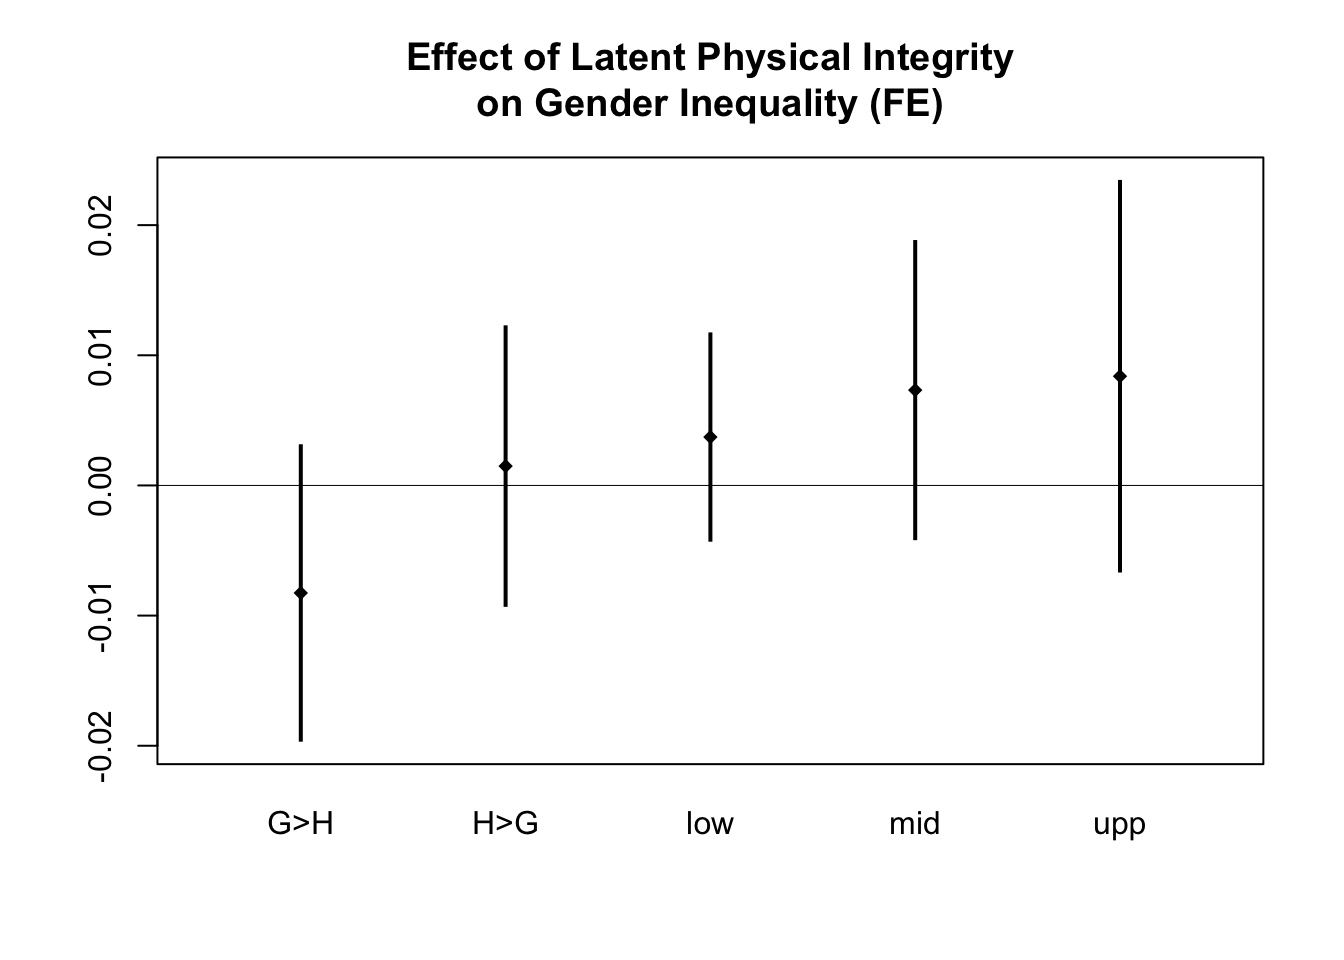 Effect of Latent Physical Integrity
on Gender Inequality (FE)
0.02
0.01
0.00
-0.01
-0.02
G>H H>G low mid upp